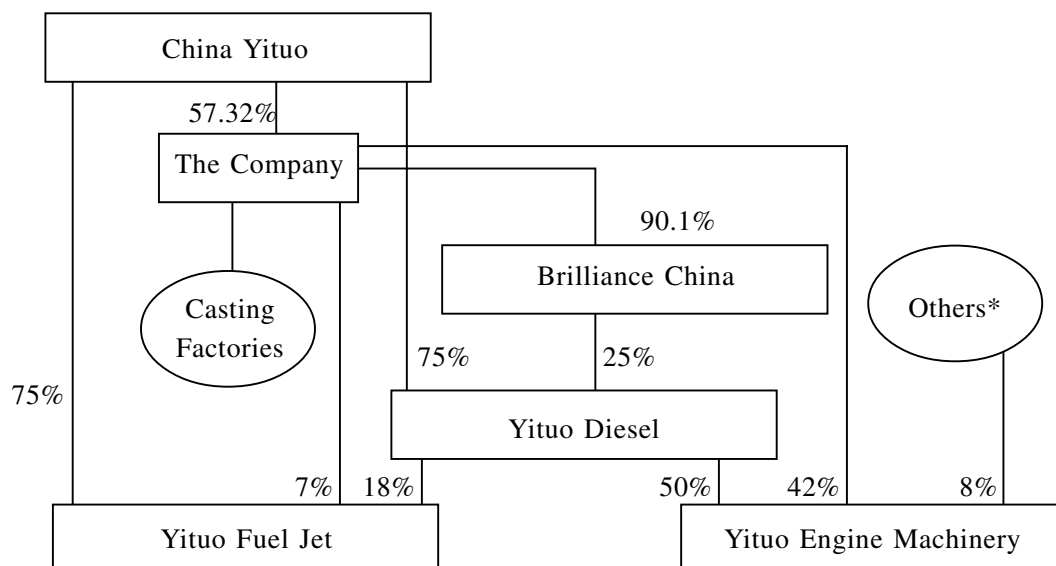 China Yituo
57.32%
The Company
90.1%
Brilliance China
Casting
Factories
Others*
75%
75%
25%
Yituo Diesel
7%
18%
50%
42%
8%
Yituo Fuel Jet
Yituo Engine Machinery